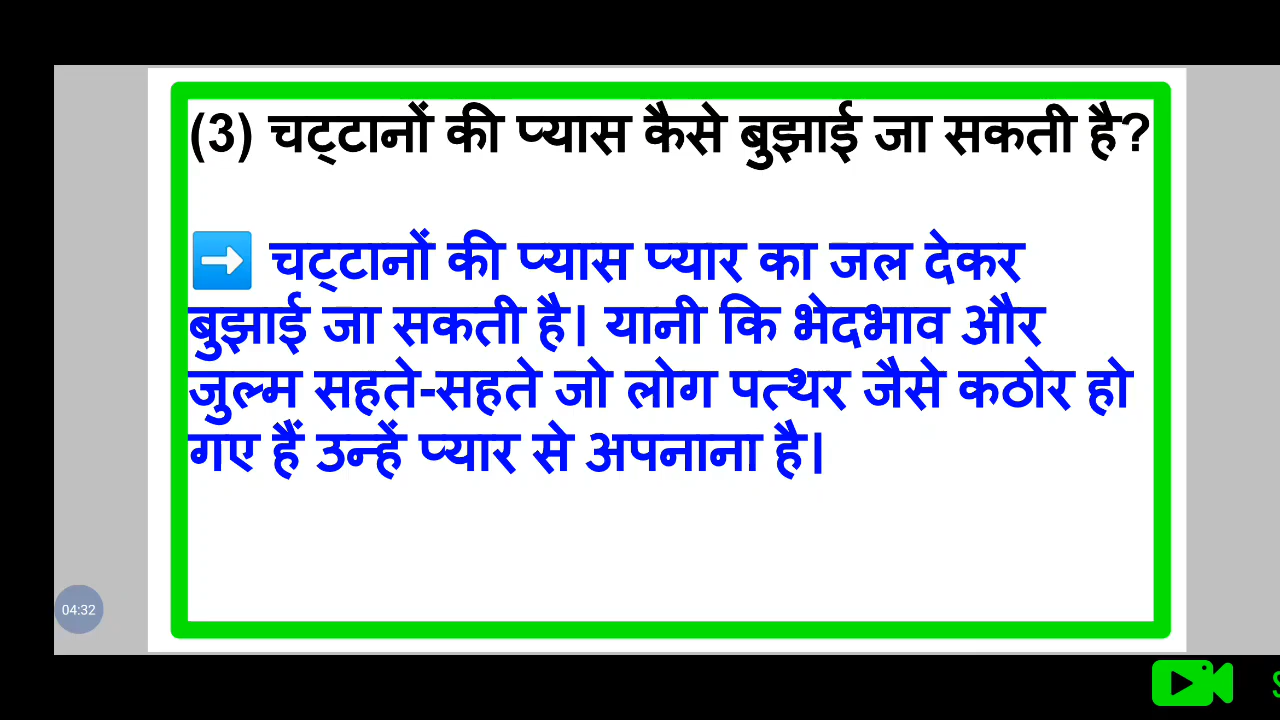 (3) चट्टानों की प्यास कैसे बुझाई जा सकती है?
➡️ चट्टानों की प्यास प्यार का जल देकर
बुझाई जा सकती है। यानी कि भेदभाव और
जुल्म सहते-सहते जो लोग पत्थर जैसे कठोर हो
गए हैं उन्हें प्यार से अपनाना है।
04:32